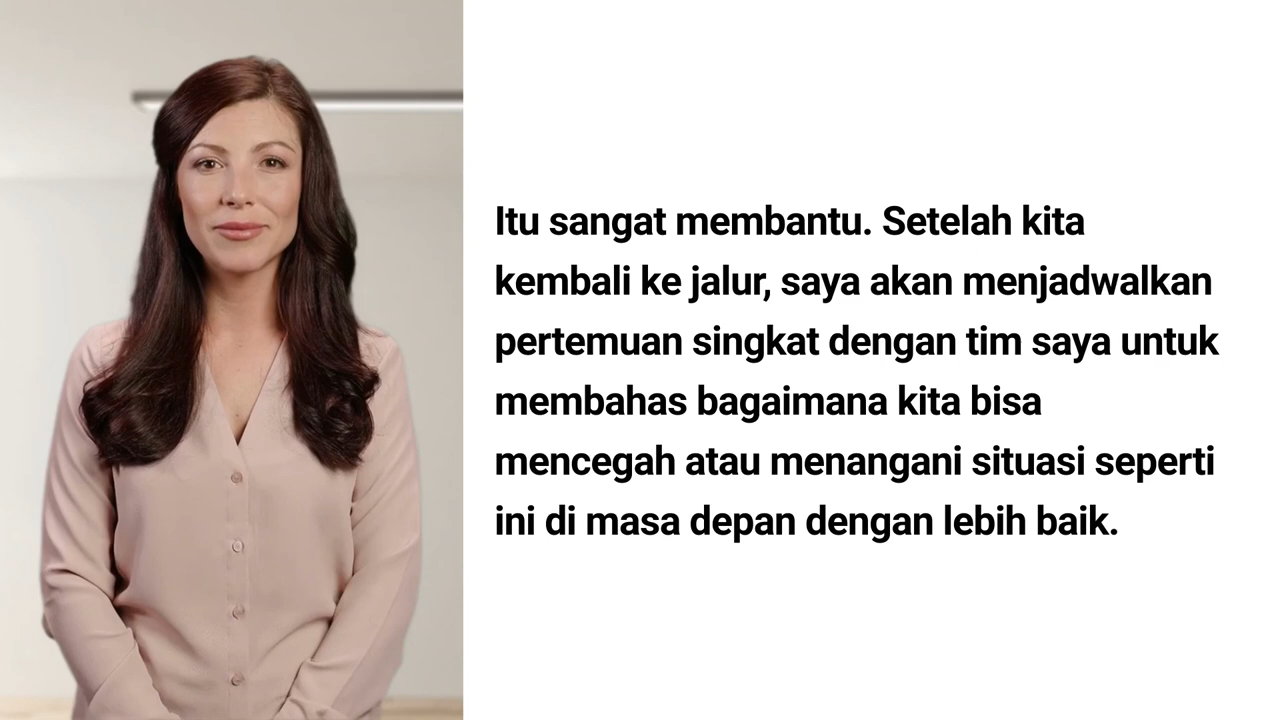 Itu sangat membantu. Setelah kita
kembali ke jalur, saya akan menjadwalkan
pertemuan singkat dengan tim saya untuk
membahas bagaimana kita bisa
mencegah atau menangani situasi seperti
ini di masa depan dengan lebih baik.